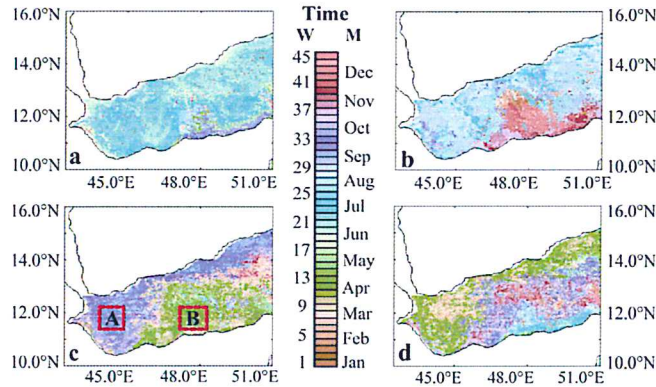 Time
W M
16.0°N
14.0°N
12.0°N
10.0°N
a
45.0°E 48.0°E 51.0°E
45
41
37
33
29
25
21
17
13
9
5
1
Dec
Nov
Oct
Sep
Aug
Jul
Jun
May
Apr
Mar
Feb
Jan
16.0°N
14.0°N
12.0°N
10.0°N
b
45.0°E 48.0°E 51.0°E
16.0°N
14.0°N
12.0°N
10.0°N
A B
c
45.0°E 48.0°E 51.0°E
16.0°N
14.0°N
12.0°N
10.0°N
d
45.0°E 48.0°E 51.0°E